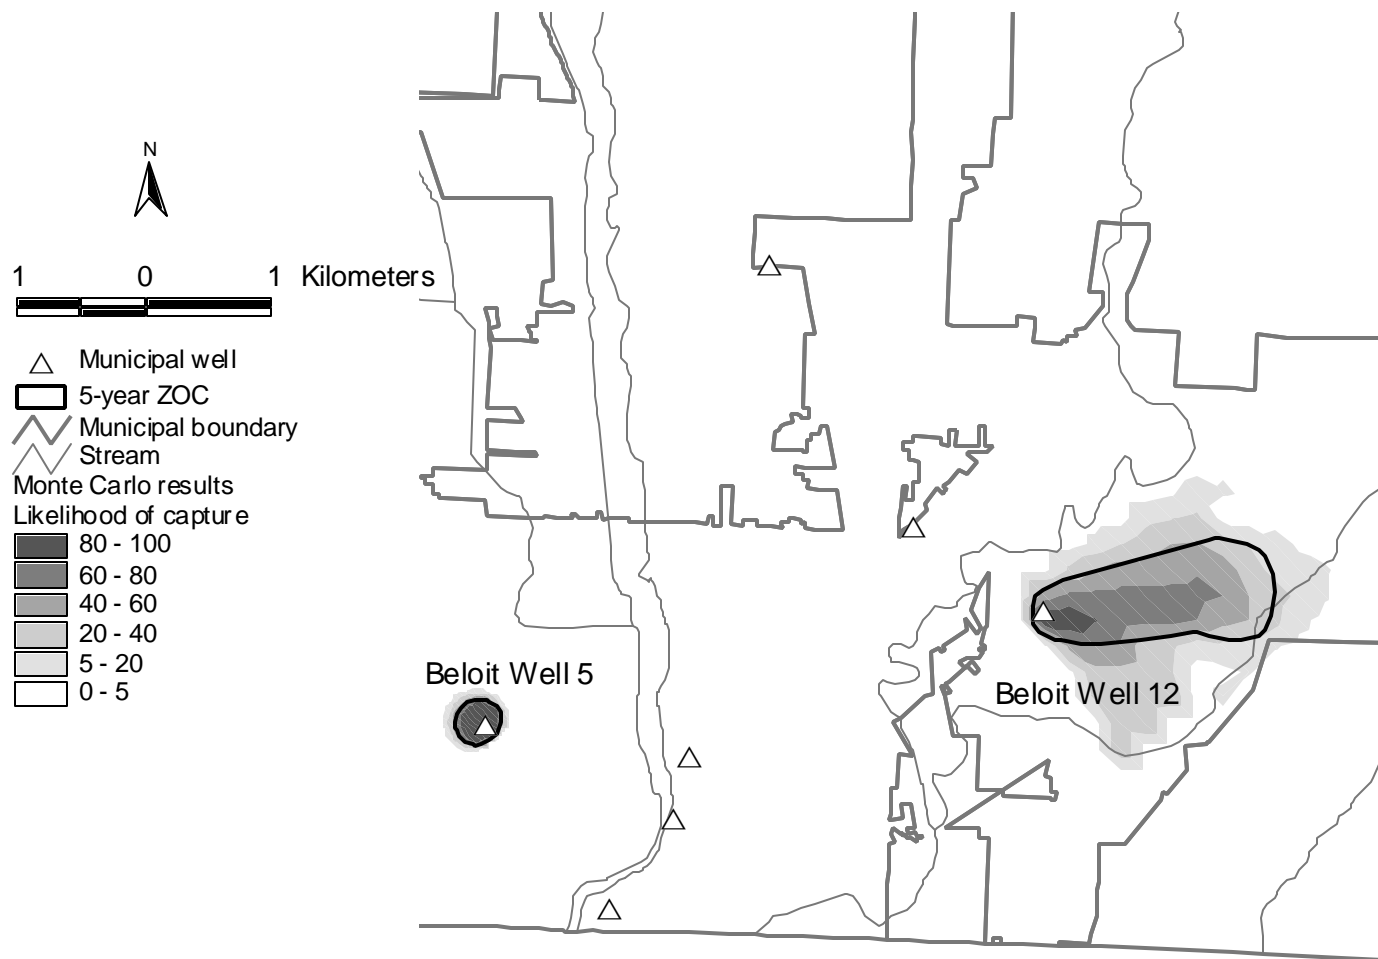 N
1 0 1 Kilometers
Municipal well
5-year ZOC
Municipal boundary
Stream
Monte Carlo results
Likelihood of capture
80 - 100
60 - 80
40 - 60
20 - 40
5 - 20
0 - 5
Beloit Well 5
Beloit Well 12